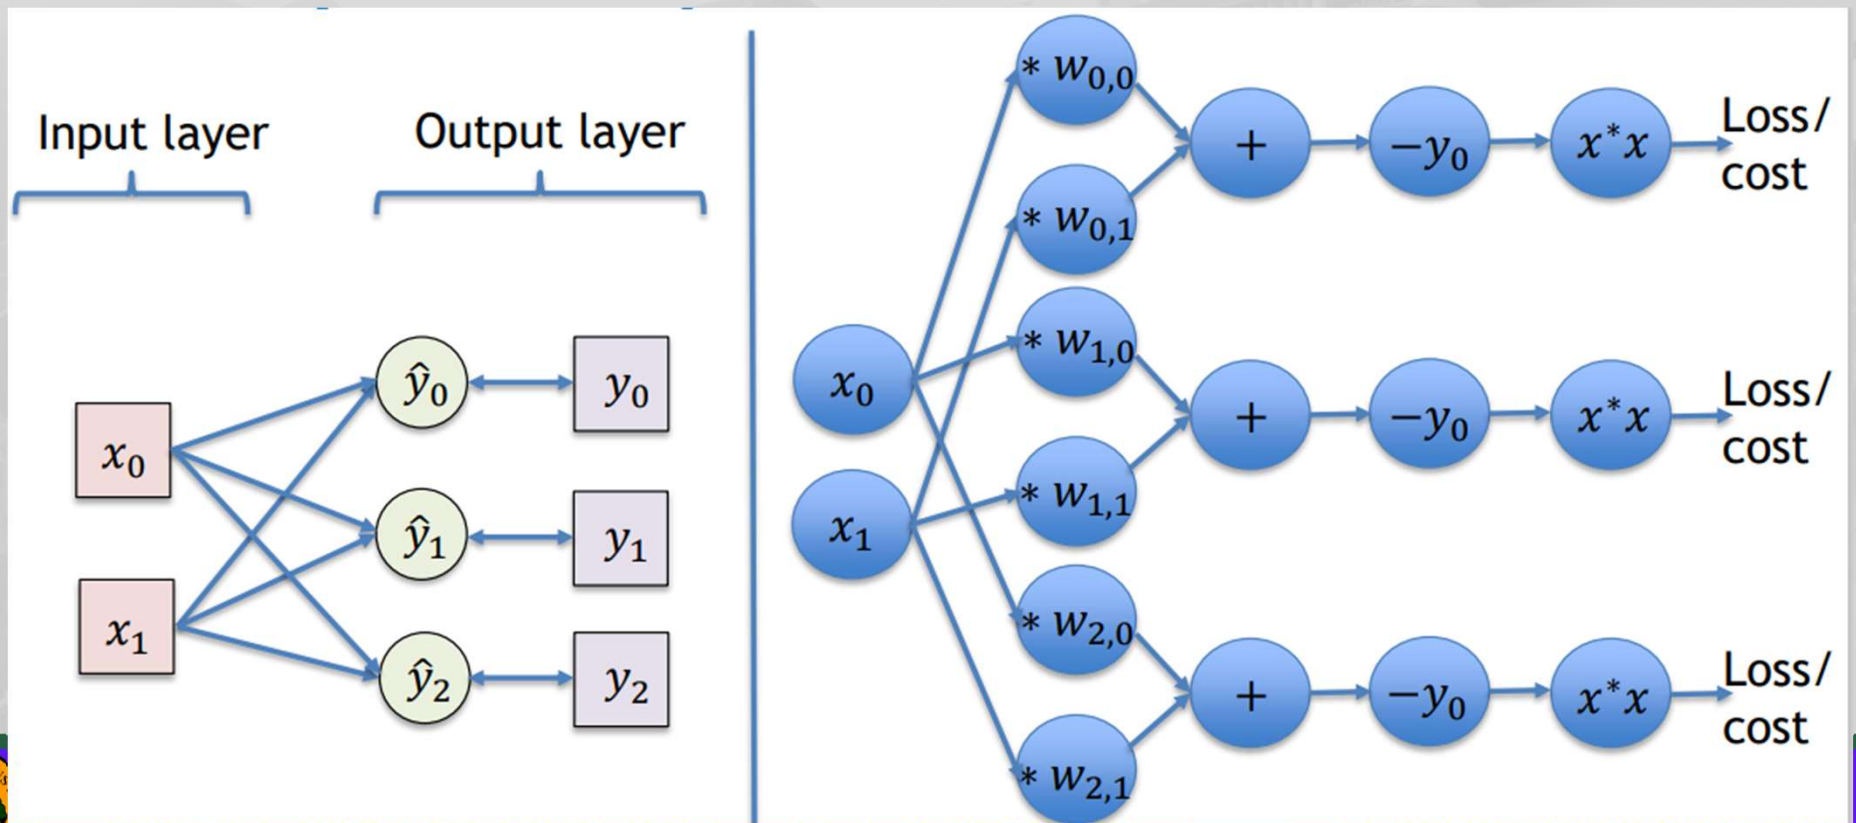 Input layer
Output layer
x₀
x₁
ŷ₀
y₀
ŷ₁
y₁
ŷ₂
y₂
x₀
x₁
* w₀,₀
* w₀,₁
* w₁,₀
* w₁,₁
* w₂,₀
* w₂,₁
+
−y₀
x*x
Loss/
cost
+
−y₀
x*x
Loss/
cost
+
−y₀
x*x
Loss/
cost